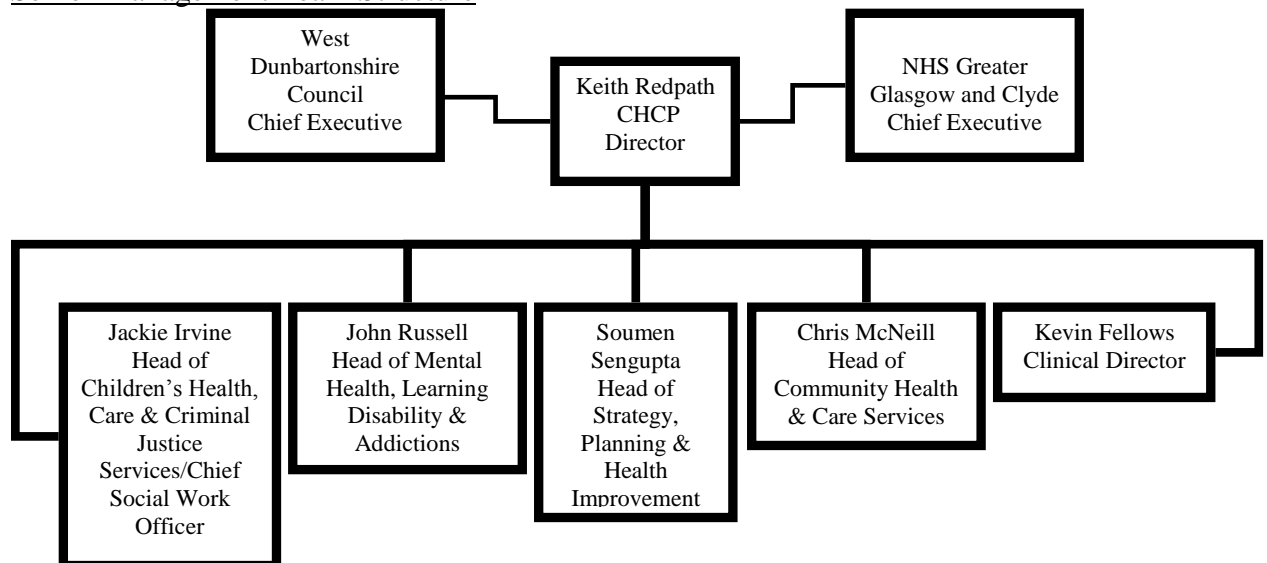 West
Dunbartonshire
Council
Chief Executive
Keith Redpath
CHCP
Director
NHS Greater
Glasgow and Clyde
Chief Executive
Jackie Irvine
Head of
Children’s Health,
Care & Criminal
Justice
Services/Chief
Social Work
Officer
John Russell
Head of Mental
Health, Learning
Disability &
Addictions
Soumen
Sengupta
Head of
Strategy,
Planning &
Health
Improvement
Chris McNeill
Head of
Community Health
& Care Services
Kevin Fellows
Clinical Director